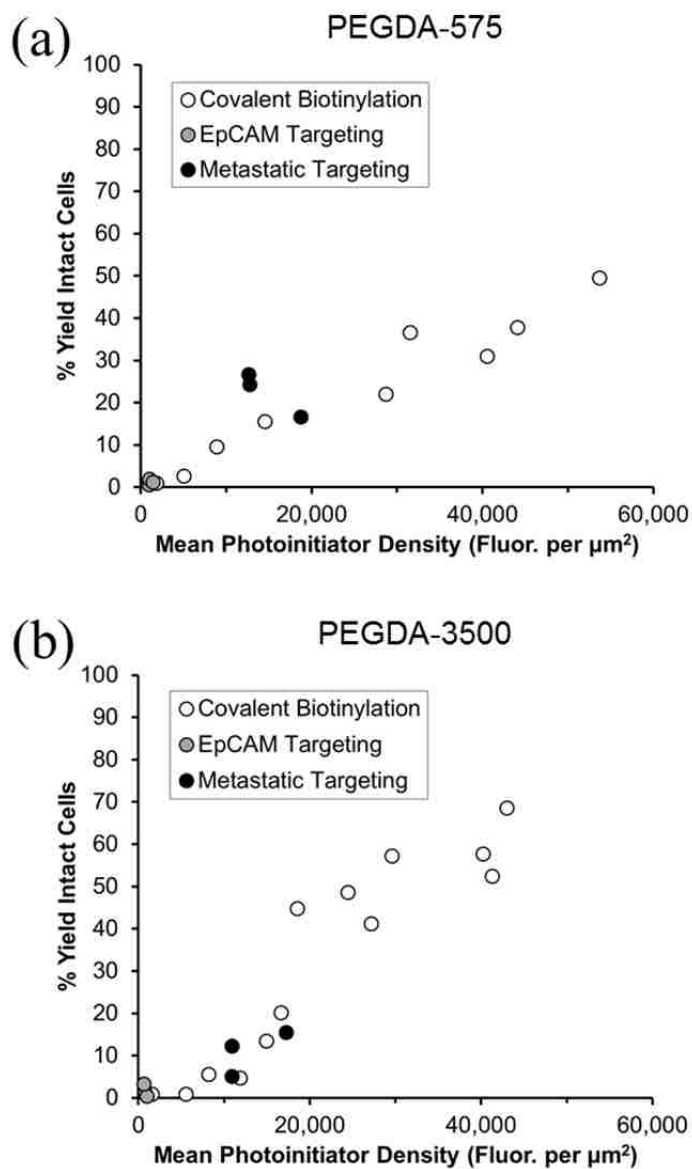 (a)
PEGDA-575
100
90
80
70
60
50
40
30
20
10
0
% Yield Intact Cells
Covalent Biotinylation
EpCAM Targeting
Metastatic Targeting
0
20,000
40,000
60,000
Mean Photoinitiator Density (Fluor. per µm²)
(b)
PEGDA-3500
100
90
80
70
60
50
40
30
20
10
0
% Yield Intact Cells
Covalent Biotinylation
EpCAM Targeting
Metastatic Targeting
0
20,000
40,000
60,000
Mean Photoinitiator Density (Fluor. per µm²)